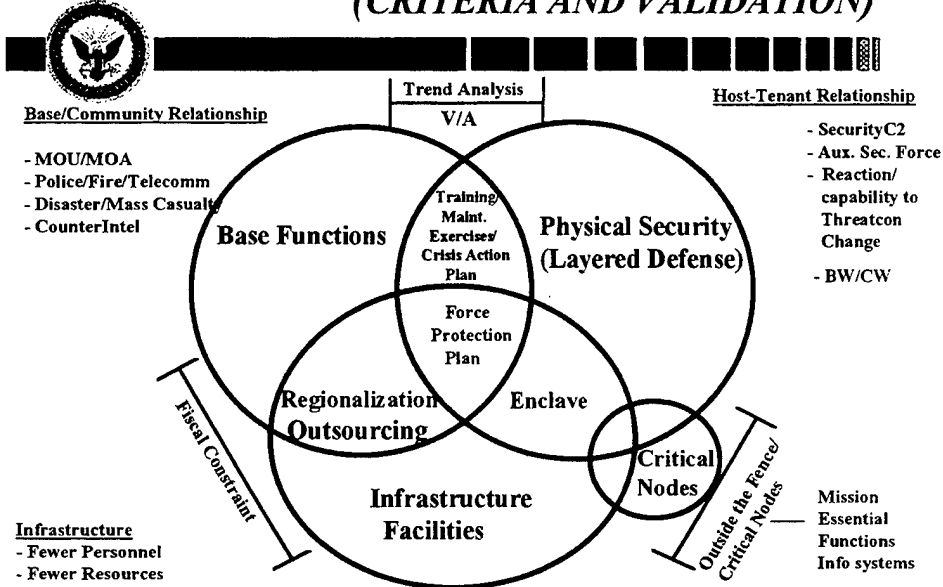 (CRITERIA AND VALIDATION)
Trend Analysis
V/A
Base/Community Relationship
- MOU/MOA
- Police/Fire/Telecomm
- Disaster/Mass Casualty
- CounterIntel
Host-Tenant Relationship
- SecurityC2
- Aux. Sec. Force
- Reaction/
capability to
Threatcon
Change
- BW/CW
Base Functions
Training/
Maint.
Exercises/
Crisis Action
Plan
Physical Security
(Layered Defense)
Force
Protection
Plan
Regionalization
Outsourcing
Enclave
Critical
Nodes
Infrastructure
Facilities
Fiscal Constraint
Outside the Fence/
Critical Nodes
Mission
Essential
Functions
Info systems
Infrastructure
- Fewer Personnel
- Fewer Resources